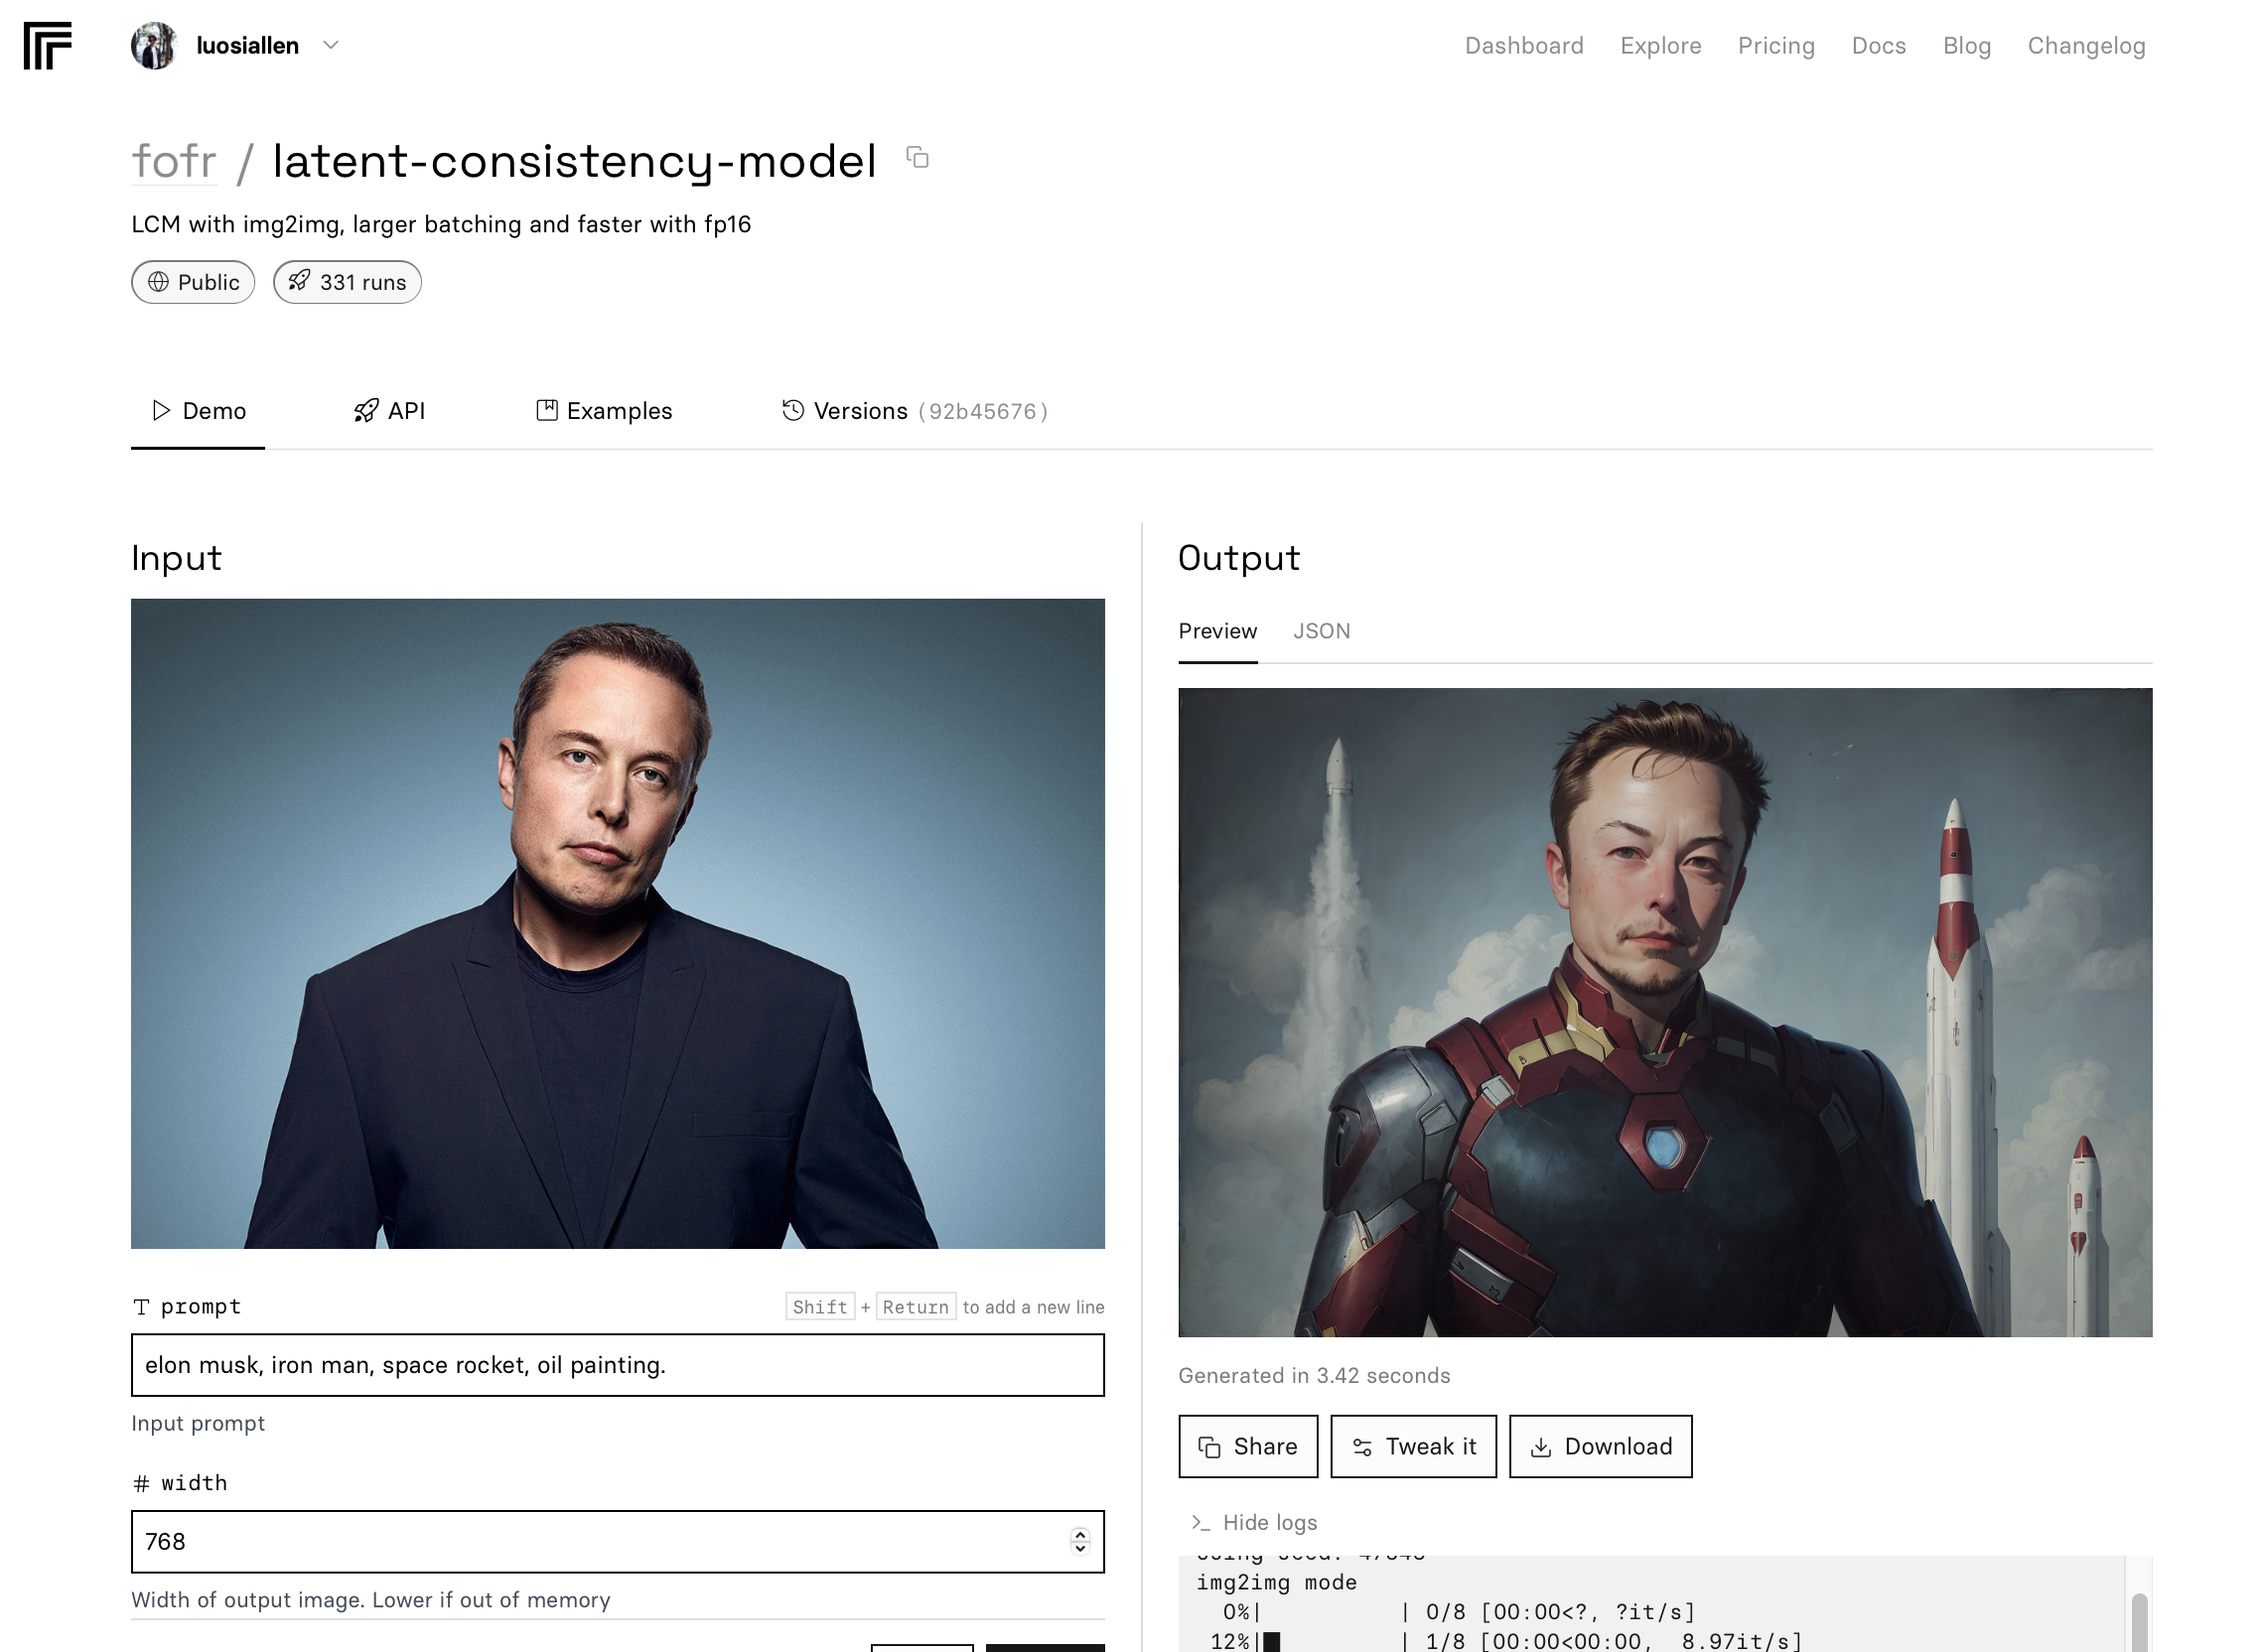 luosiallen
Dashboard Explore Pricing Docs Blog Changelog
fofr / latent-consistency-model
LCM with img2img, larger batching and faster with fp16
Public 331 runs
Demo API Examples Versions (92b45676)
Input
Output
Preview JSON
prompt
Shift + Return to add a new line
elon musk, iron man, space rocket, oil painting.
Input prompt
# width
768
Width of output image. Lower if out of memory
Generated in 3.42 seconds
Share Tweak it Download
>_ Hide logs
Using seed:
img2img mode
0%| | 0/8 [00:00<?, ?it/s]
12%|█ | 1/8 [00:00<00:00, 8.97it/s]